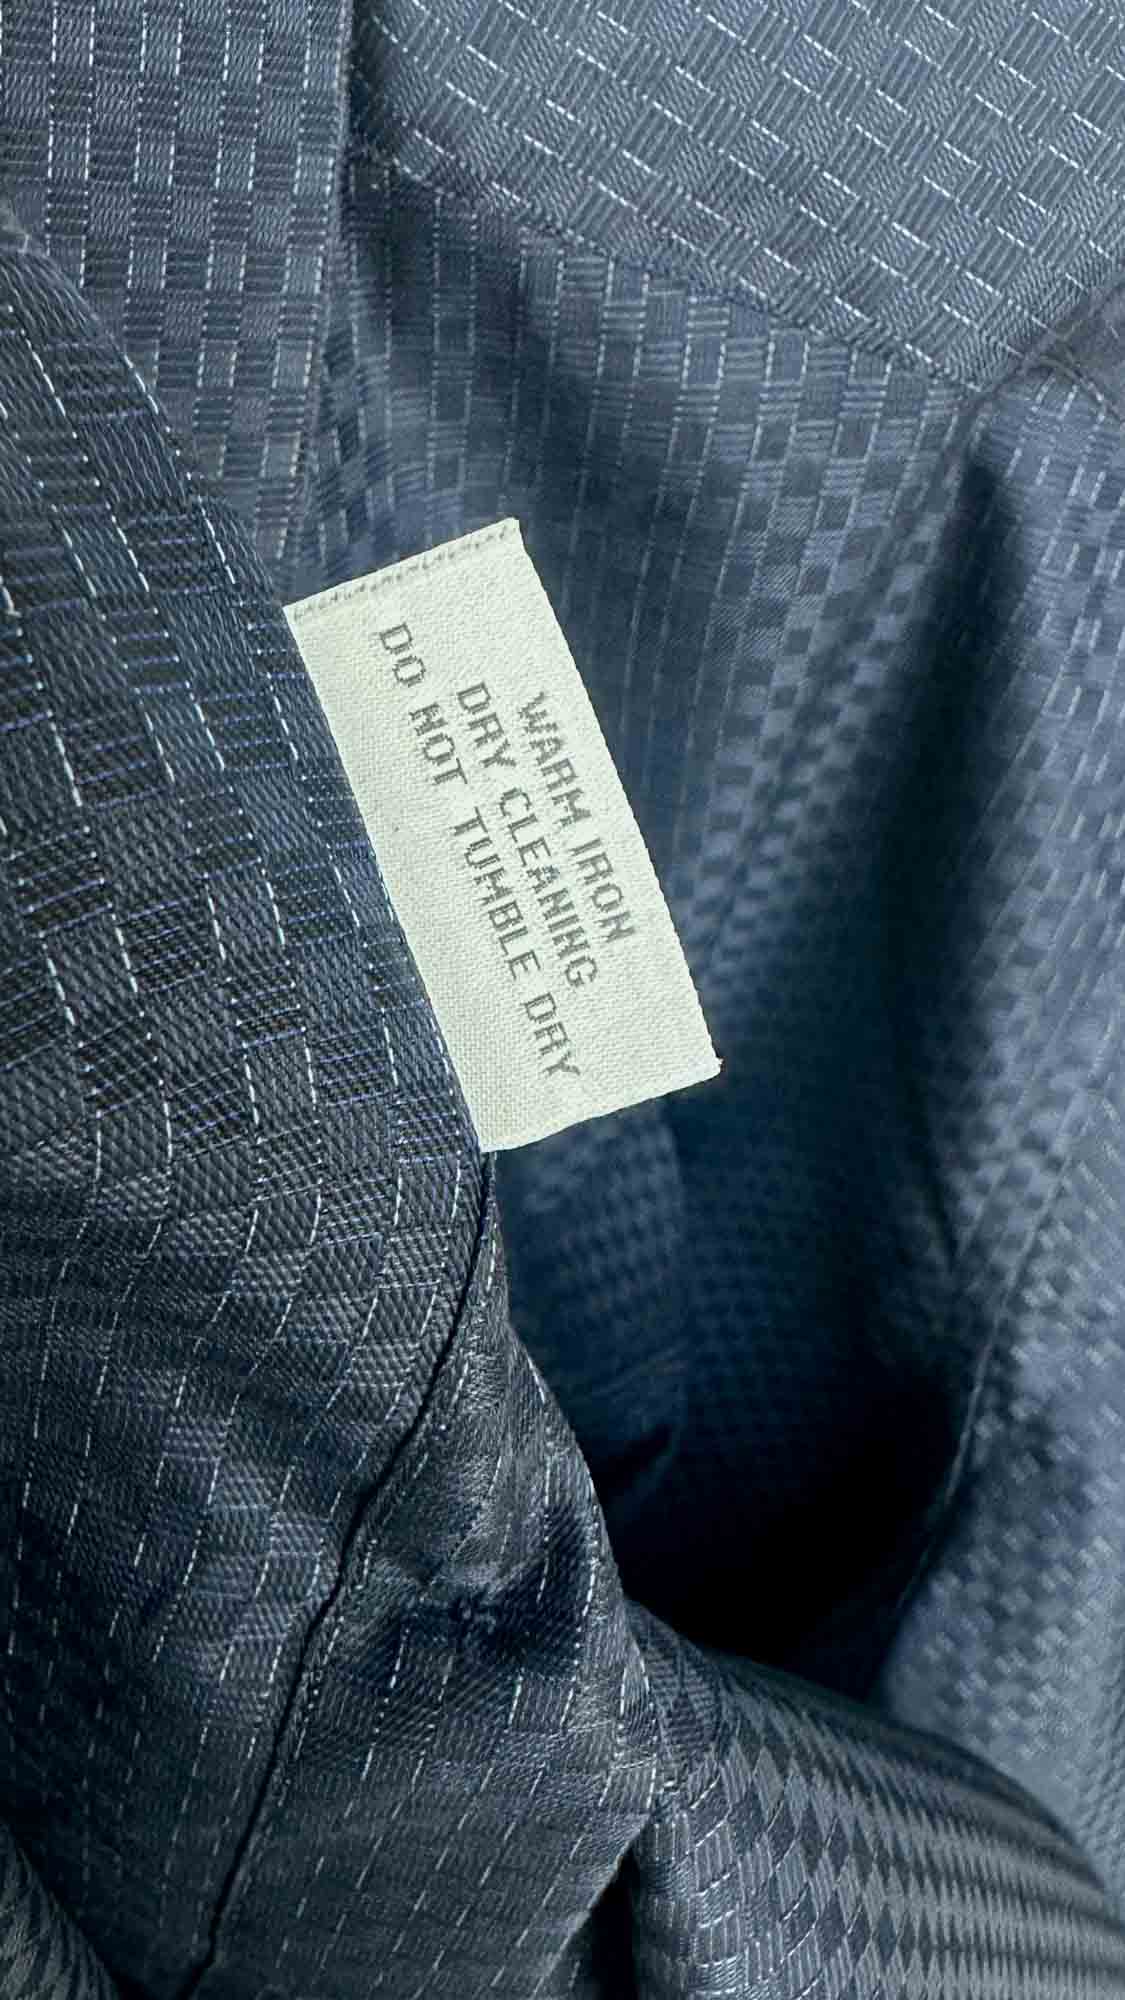 WARM IRON
DRY CLEANING
DO NOT TUMBLE DRY